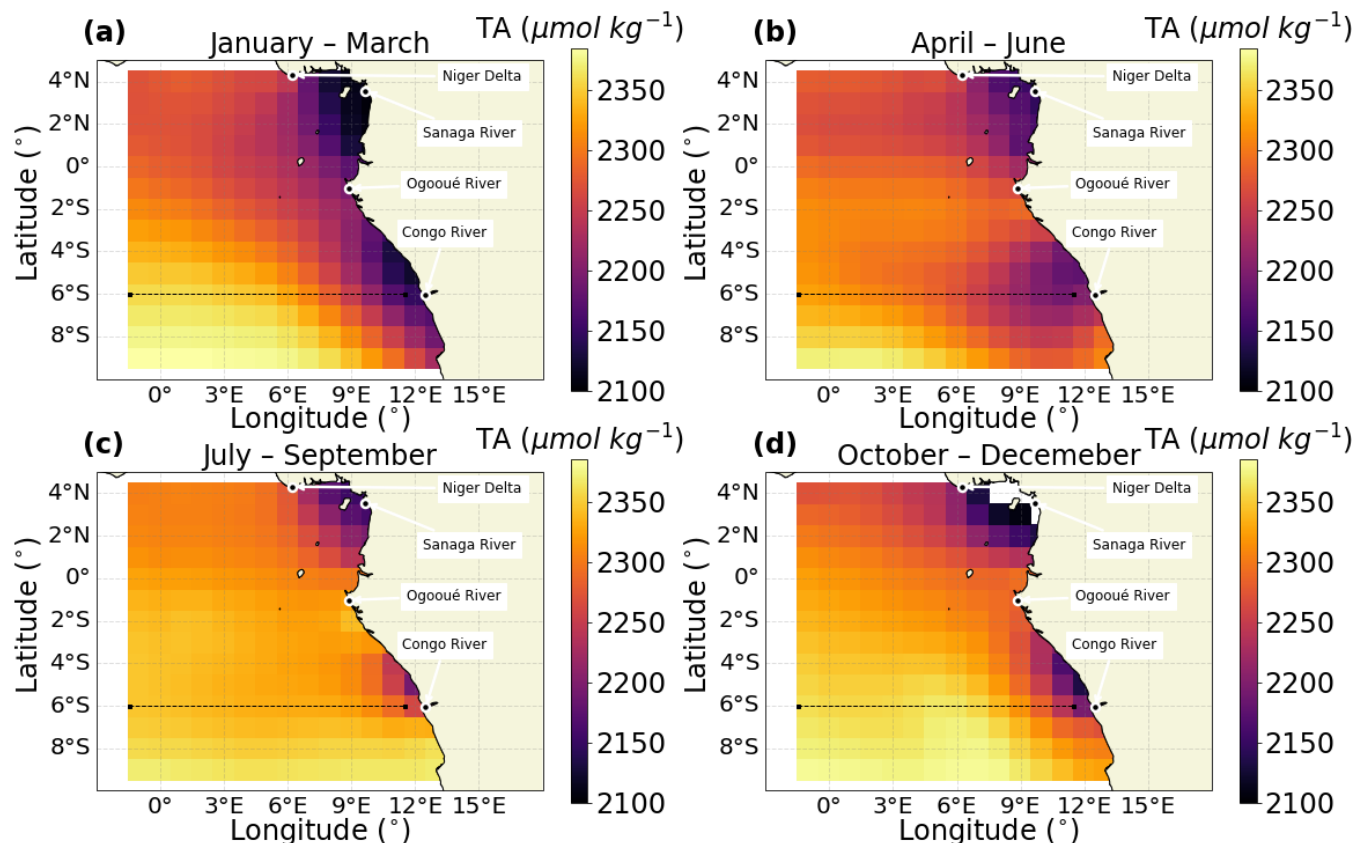 (a) January – March TA (μmol kg⁻¹)
4°N
2°N
0°
2°S
4°S
6°S
8°S
Latitude (°)
Niger Delta
Sanaga River
Ogooué River
Congo River
0° 3°E 6°E 9°E 12°E 15°E
Longitude (°)
2350
2300
2250
2200
2150
2100
(b) April – June TA (μmol kg⁻¹)
4°N
2°N
0°
2°S
4°S
6°S
8°S
Latitude (°)
Niger Delta
Sanaga River
Ogooué River
Congo River
0° 3°E 6°E 9°E 12°E 15°E
Longitude (°)
2350
2300
2250
2200
2150
2100
(c) July – September TA (μmol kg⁻¹)
4°N
2°N
0°
2°S
4°S
6°S
8°S
Latitude (°)
Niger Delta
Sanaga River
Ogooué River
Congo River
0° 3°E 6°E 9°E 12°E 15°E
Longitude (°)
2350
2300
2250
2200
2150
2100
(d) October – Decemeber TA (μmol kg⁻¹)
4°N
2°N
0°
2°S
4°S
6°S
8°S
Latitude (°)
Niger Delta
Sanaga River
Ogooué River
Congo River
0° 3°E 6°E 9°E 12°E 15°E
Longitude (°)
2350
2300
2250
2200
2150
2100